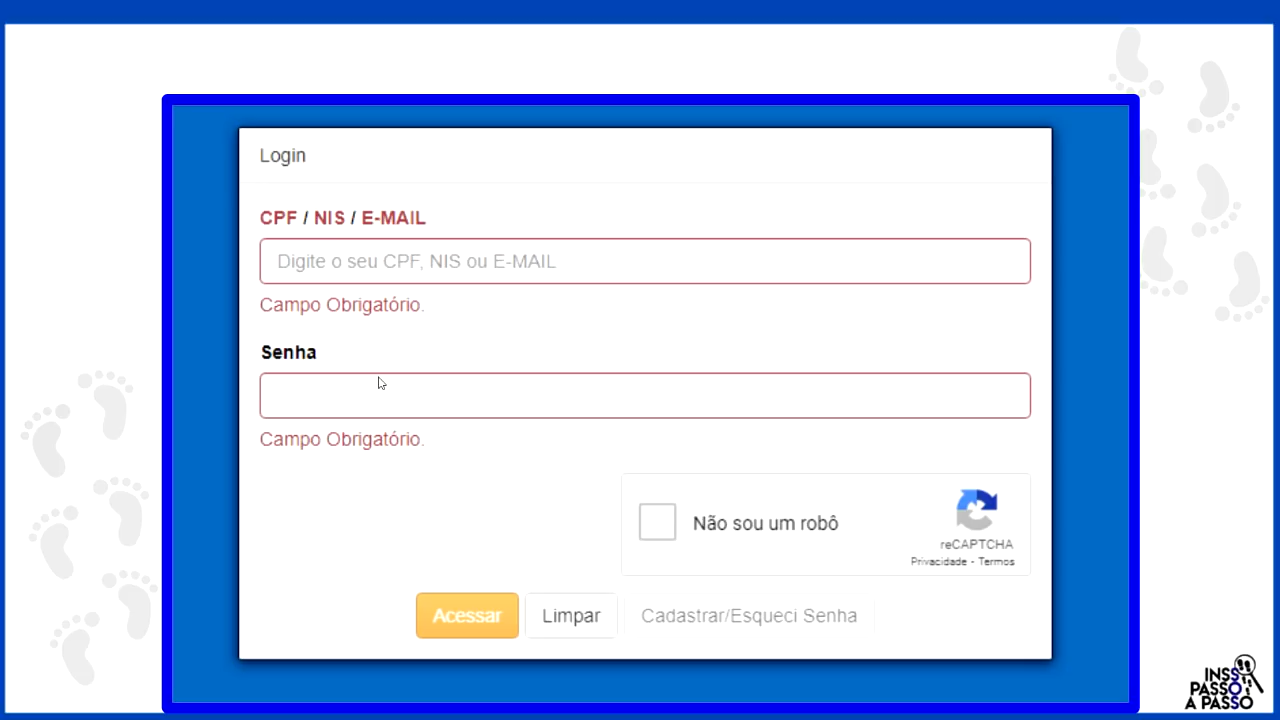 Login
CPF / NIS / E-MAIL
Digite o seu CPF, NIS ou E-MAIL
Campo Obrigatório.
Senha
Campo Obrigatório.
Não sou um robô
reCAPTCHA
Privacidade - Termos
Acessar Limpar Cadastrar/Esqueci Senha
INSS
PASSO
A PASSO